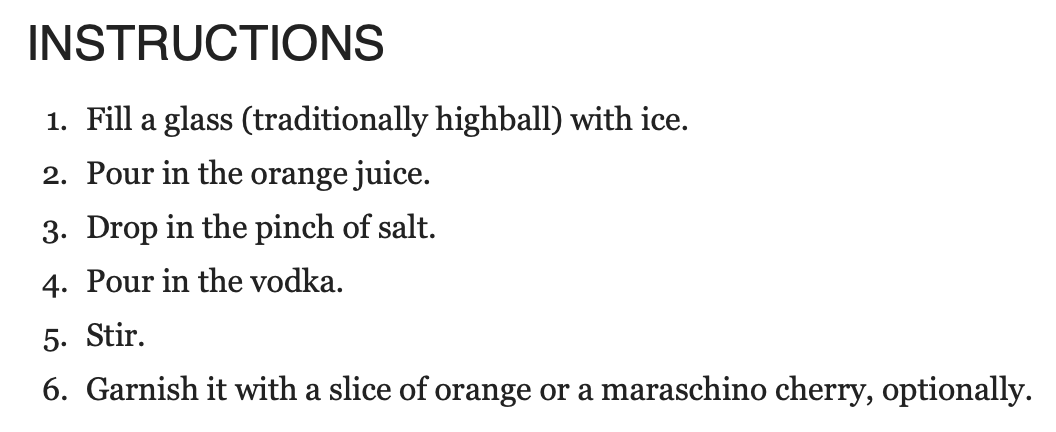 INSTRUCTIONS
1. Fill a glass (traditionally highball) with ice.
2. Pour in the orange juice.
3. Drop in the pinch of salt.
4. Pour in the vodka.
5. Stir.
6. Garnish it with a slice of orange or a maraschino cherry, optionally.